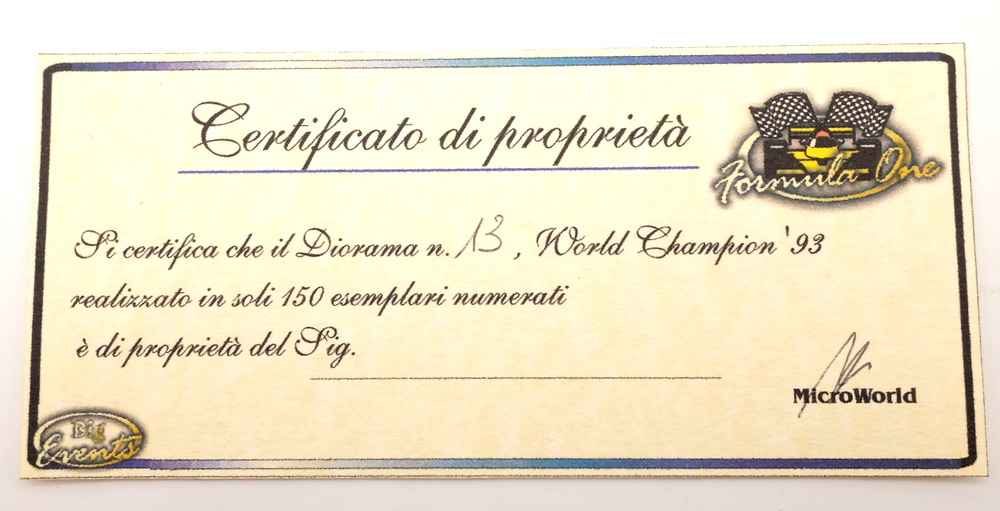 Certificato di proprietà
Formula One
Si certifica che il Diorama n. 13, World Champion '93
realizzato in soli 150 esemplari numerati
è di proprietà del Sig.
MicroWorld
Big
Events